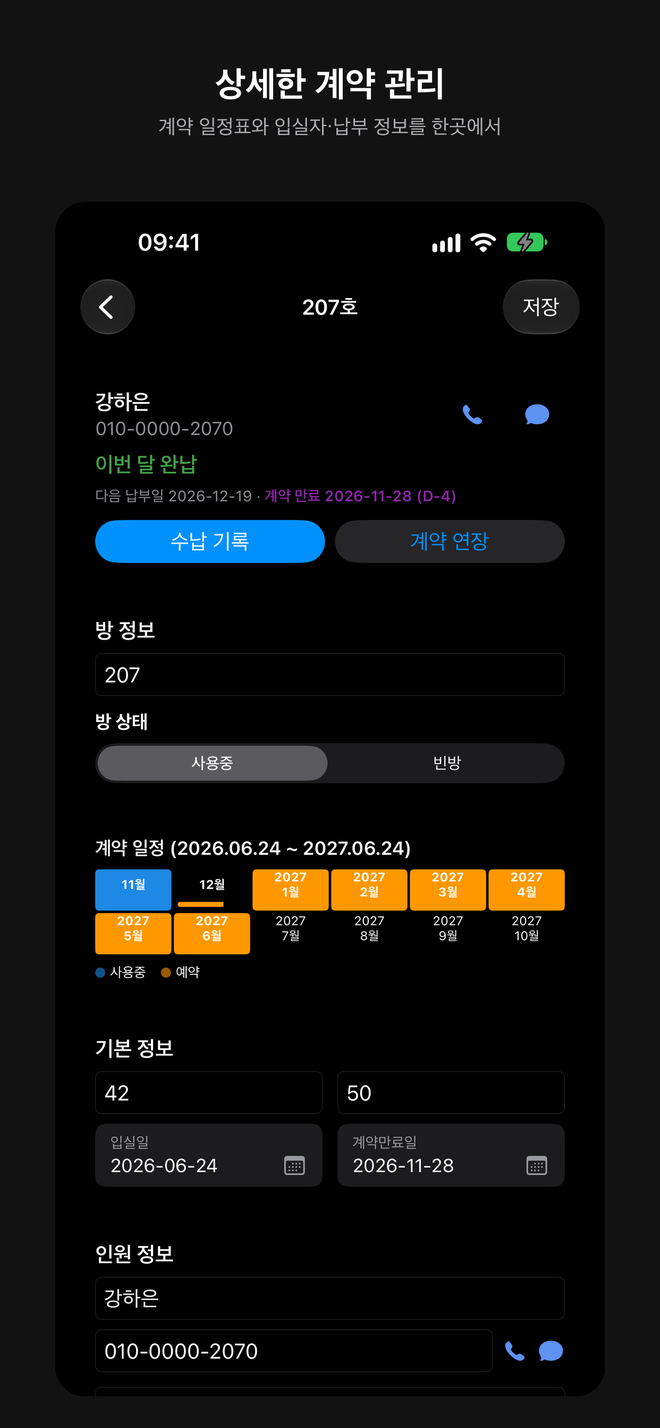 상세한 계약 관리
계약 일정표와 입실자·납부 정보를 한곳에서
09:41
207호
저장
강하은
010-0000-2070
이번 달 완납
다음 납부일 2026-12-19 · 계약 만료 2026-11-28 (D-4)
수납 기록
계약 연장
방 정보
207
방 상태
사용중
빈방
계약 일정 (2026.06.24 ~ 2027.06.24)
11월
12월
2027
1월
2027
2월
2027
3월
2027
4월
2027
5월
2027
6월
2027
7월
2027
8월
2027
9월
2027
10월
사용중
예약
기본 정보
42
50
입실일
2026-06-24
계약만료일
2026-11-28
인원 정보
강하은
010-0000-2070